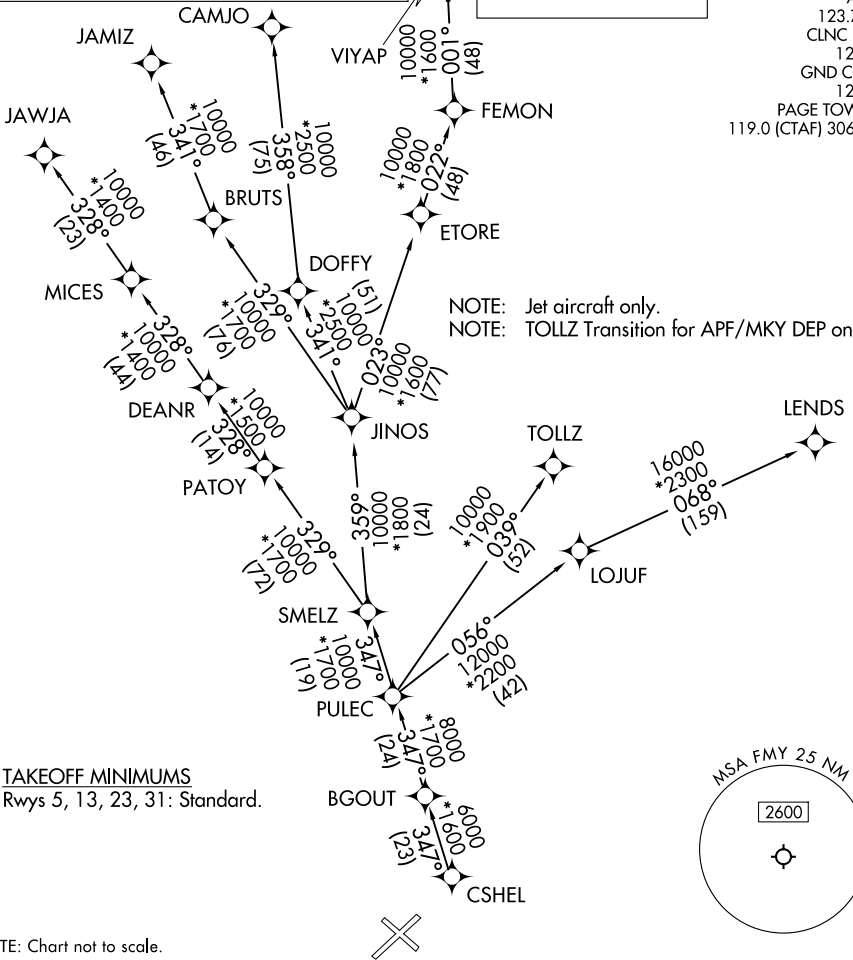 CAMJO
JAMIZ
JAWJA
VIYAP
10000
*1600
001°
(48)
FEMON
123.
CLNC
12
GND C
12
PAGE TOW
119.0 (CTAF) 306
10000
*1700
341°
(46)
10000
*2500
358°
(75)
10000
*1800
022°
(48)
10000
*1400
328°
(23)
BRUTS
ETORE
MICES
DOFFY
329°
10000
*1700
(76)
(51)
10000
*2500
341°
023°
10000
*1600
(77)
NOTE: Jet aircraft only.
NOTE: TOLLZ Transition for APF/MKY DEP on
328°
10000
*1400
(44)
DEANR
10000
*1500
328°
(14)
JINOS
TOLLZ
LENDS
PATOY
359°
10000
*1800
(24)
10000
*1900
039°
(52)
16000
*2300
068°
(159)
329°
10000
*1700
(72)
LOJUF
SMELZ
347°
10000
*1700
(19)
056°
12000
*2200
(42)
PULEC
8000
*1700
347°
(24)
TAKEOFF MINIMUMS
Rwys 5, 13, 23, 31: Standard.
BGOUT
6000
*1600
347°
(23)
CSHEL
MSA FMY 25 NM
2600
TE: Chart not to scale.